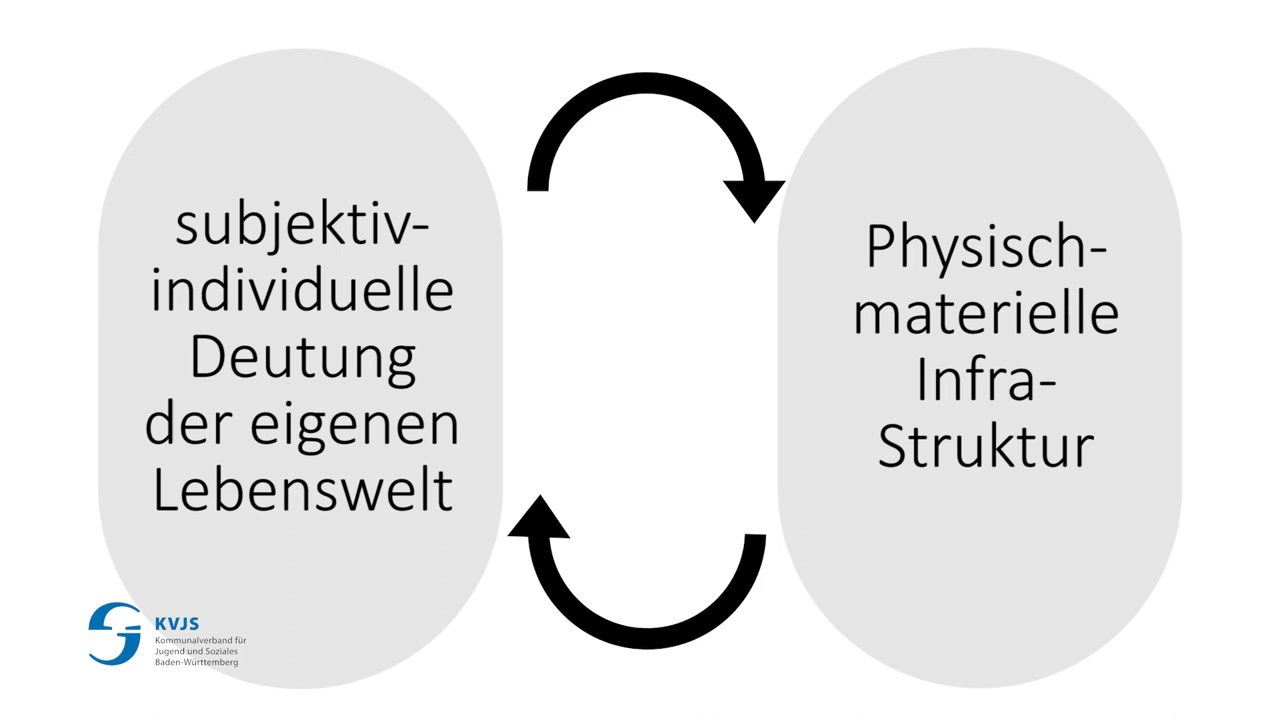 subjektiv-
individuelle
Deutung
der eigenen
Lebenswelt
Physisch-
materielle
Infra-
Struktur
KVJS
Kommunalverband für
Jugend und Soziales
Baden-Württemberg